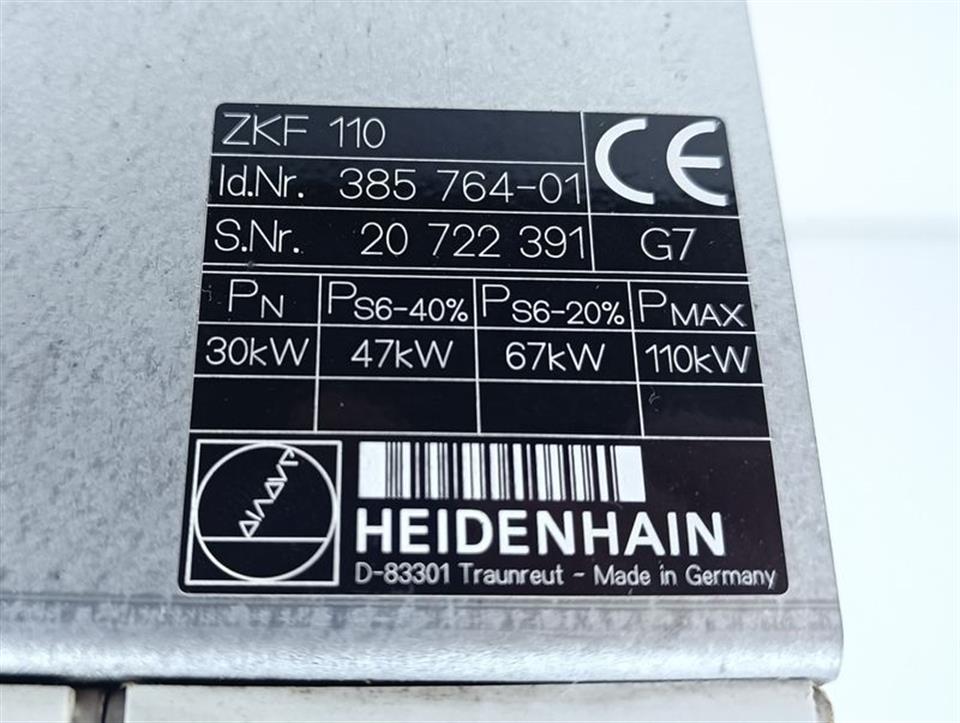 ZKF 110
CE
Id.Nr. 385 764-01
S.Nr. 20 722 391 G7
PN PS6-40% PS6-20% PMAX
30kW 47kW 67kW 110kW
HEIDENHAIN
D-83301 Traunreut - Made in Germany